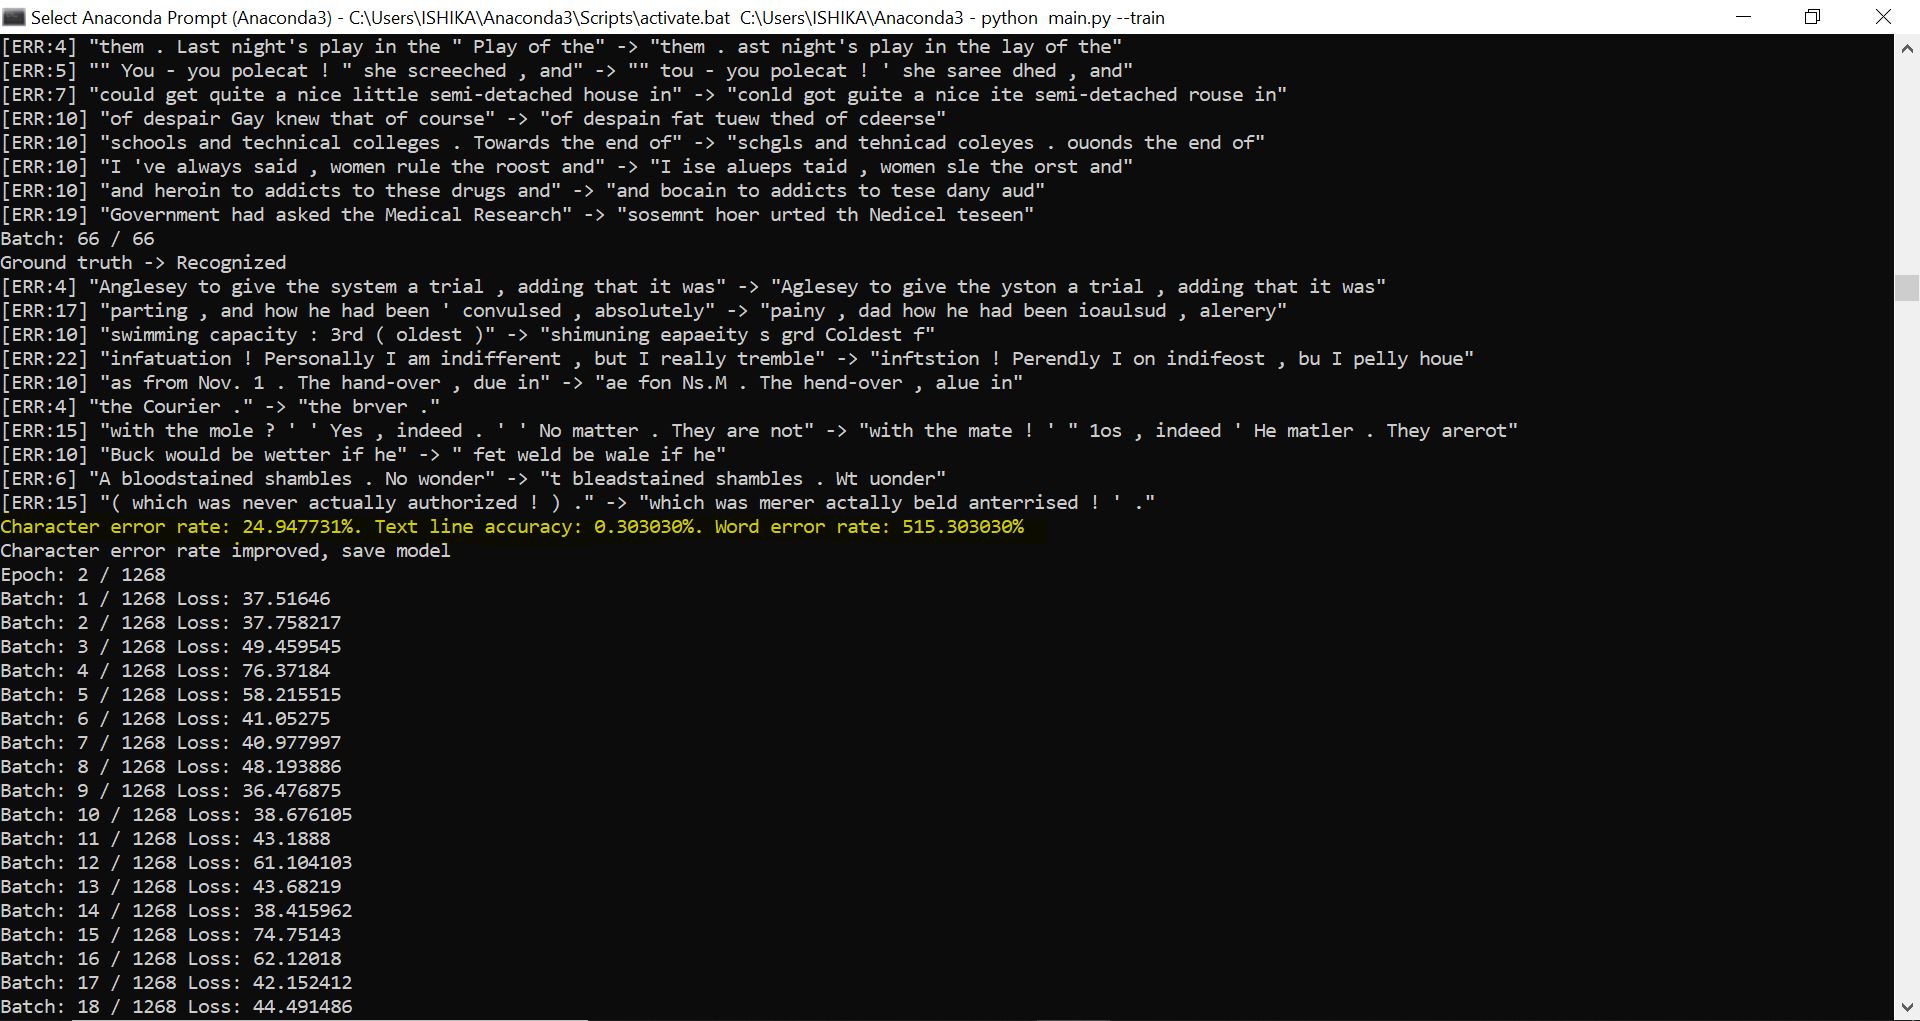 Select Anaconda Prompt (Anaconda3) - C:\Users\ISHIKA\Anaconda3\Scripts\activate.bat  C:\Users\ISHIKA\Anaconda3 - python  main.py --train
[ERR:4] "them . Last night's play in the " Play of the" -> "them . ast night's play in the lay of the"
[ERR:5] "" You - you polecat ! " she screeched , and" -> "" tou - you polecat ! ' she saree dhed , and"
[ERR:7] "could get quite a nice little semi-detached house in" -> "conld got guite a nice ite semi-detached rouse in"
[ERR:10] "of despair Gay knew that of course" -> "of despain fat tuew thed of cdeerse"
[ERR:10] "schools and technical colleges . Towards the end of" -> "schgls and tehnicad coleyes . ouonds the end of"
[ERR:10] "I 've always said , women rule the roost and" -> "I ise alueps taid , women sle the orst and"
[ERR:10] "and heroin to addicts to these drugs and" -> "and bocain to addicts to tese dany aud"
[ERR:19] "Government had asked the Medical Research" -> "sosemnt hoer urted th Nedicel teseen"
Batch: 66 / 66
Ground truth -> Recognized
[ERR:4] "Anglesey to give the system a trial , adding that it was" -> "Aglesey to give the yston a trial , adding that it was"
[ERR:17] "parting , and how he had been ' convulsed , absolutely" -> "painy , dad how he had been ioaulsud , alerery"
[ERR:10] "swimming capacity : 3rd ( oldest )" -> "shimuning eapaeity s grd Coldest f"
[ERR:22] "infatuation ! Personally I am indifferent , but I really tremble" -> "inftstion ! Perendly I on indifeost , bu I pelly houe"
[ERR:10] "as from Nov. 1 . The hand-over , due in" -> "ae fon Ns.M . The hend-over , alue in"
[ERR:4] "the Courier ." -> "the brver ."
[ERR:15] "with the mole ? ' ' Yes , indeed . ' ' No matter . They are not" -> "with the mate ! ' " 1os , indeed ' He matler . They arerot"
[ERR:10] "Buck would be wetter if he" -> " fet weld be wale if he"
[ERR:6] "A bloodstained shambles . No wonder" -> "t bleadstained shambles . Wt uonder"
[ERR:15] "( which was never actually authorized ! ) ." -> "which was merer actally beld anterrised ! ' ."
Character error rate: 24.947731%. Text line accuracy: 0.303030%. Word error rate: 515.303030%
Character error rate improved, save model
Epoch: 2 / 1268
Batch: 1 / 1268 Loss: 37.51646
Batch: 2 / 1268 Loss: 37.758217
Batch: 3 / 1268 Loss: 49.459545
Batch: 4 / 1268 Loss: 76.37184
Batch: 5 / 1268 Loss: 58.215515
Batch: 6 / 1268 Loss: 41.05275
Batch: 7 / 1268 Loss: 40.977997
Batch: 8 / 1268 Loss: 48.193886
Batch: 9 / 1268 Loss: 36.476875
Batch: 10 / 1268 Loss: 38.676105
Batch: 11 / 1268 Loss: 43.1888
Batch: 12 / 1268 Loss: 61.104103
Batch: 13 / 1268 Loss: 43.68219
Batch: 14 / 1268 Loss: 38.415962
Batch: 15 / 1268 Loss: 74.75143
Batch: 16 / 1268 Loss: 62.12018
Batch: 17 / 1268 Loss: 42.152412
Batch: 18 / 1268 Loss: 44.491486